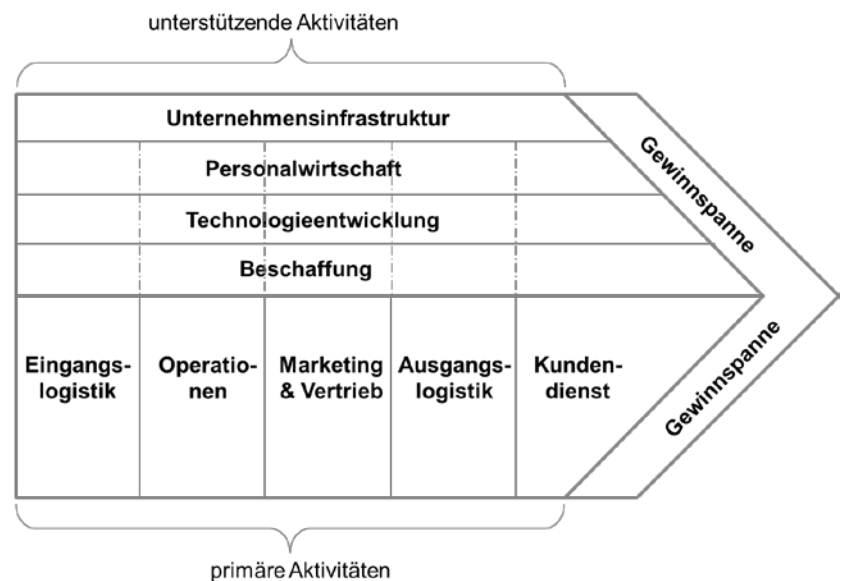 unterstützende Aktivitäten
Unternehmensinfrastruktur
Personalwirtschaft
Technologieentwicklung
Beschaffung
Gewinnspanne
Eingangs-
logistik
Operatio-
nen
Marketing
& Vertrieb
Ausgangs-
logistik
Kunden-
dienst
Gewinnspanne
primäre Aktivitäten